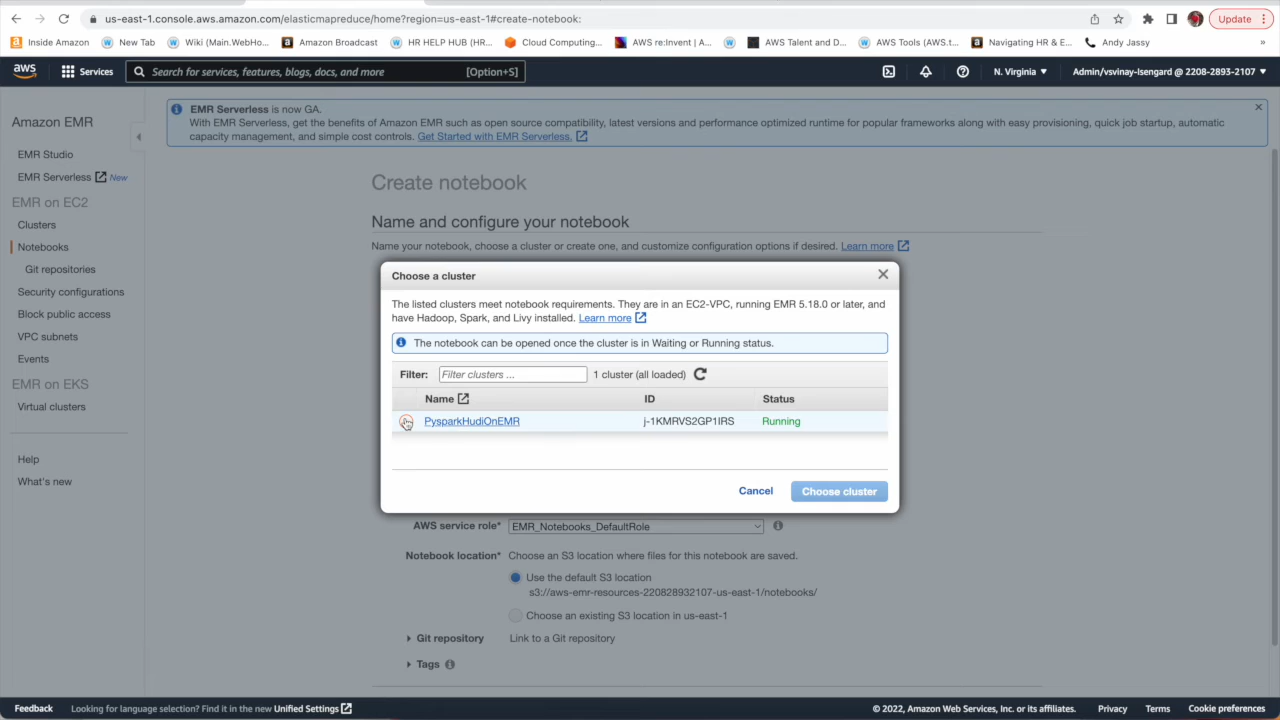 us-east-1.console.aws.amazon.com/elasticmapreduce/home?region=us-east-1#create-notebook:
Update
Inside Amazon
New Tab
Wiki (Main.WebHo...
Amazon Broadcast
HR HELP HUB (HR...
Cloud Computing...
AWS re:Invent | A...
AWS Talent and D...
AWS Tools (AWS.t...
Navigating HR & E...
Andy Jassy
»
aws
Services
Search for services, features, blogs, docs, and more
[Option+S]
N. Virginia
Admin/vsvinay-isengard @ 2208-2893-2107
Amazon EMR
EMR Studio
EMR Serverless New
EMR on EC2
Clusters
Notebooks
Git repositories
Security configurations
Block public access
VPC subnets
Events
EMR on EKS
Virtual clusters
Help
What's new
EMR Serverless is now GA.
With EMR Serverless, get the benefits of Amazon EMR such as open source compatibility, latest versions and performance optimized runtime for popular frameworks along with easy provisioning, quick job startup, automatic
capacity management, and simple cost controls. Get Started with EMR Serverless.
Create notebook
Name and configure your notebook
Name your notebook, choose a cluster or create one, and customize configuration options if desired. Learn more
Choose a cluster
The listed clusters meet notebook requirements. They are in an EC2-VPC, running EMR 5.18.0 or later, and
have Hadoop, Spark, and Livy installed. Learn more
The notebook can be opened once the cluster is in Waiting or Running status.
Filter: Filter clusters ... 1 cluster (all loaded)
Name ID Status
PysparkHudiOnEMR j-1KMRVS2GP1IRS Running
Cancel Choose cluster
AWS service role* EMR_Notebooks_DefaultRole
Notebook location* Choose an S3 location where files for this notebook are saved.
Use the default S3 location
s3://aws-emr-resources-220828932107-us-east-1/notebooks/
Choose an existing S3 location in us-east-1
Git repository Link to a Git repository
Tags
Feedback
Looking for language selection? Find it in the new Unified Settings
© 2022, Amazon Web Services, Inc. or its affiliates.
Privacy
Terms
Cookie preferences